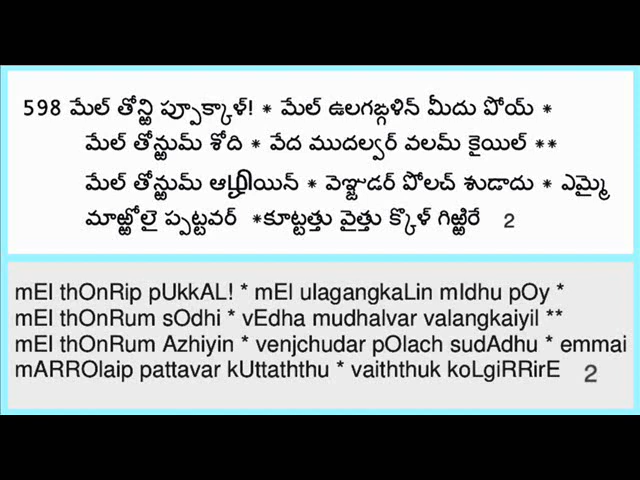 598 మేల్ తోన్ఱి ప్పూక్కాళ్! * మేల్ ఉలగఙ్గళిన్ మీదు పోయ్ *
మేల్ తోన్ఱుమ్ శోది * వేద ముదల్వర్ వలమ్ కైయిల్ **
మేల్ తోన్ఱుమ్ ఆழிయిన్ * వెఞ్జుడర్ పోలచ్ శుడాదు * ఎమ్మై
మాఱ్ఱోలై ప్పట్టవర్ *కూట్టత్తు వైత్తు క్కొళ్ గిఱ్ఱిరే 2
mEl thOnRip pUkkAL! * mEl ulagangkaLin mIdhu pOy *
mEl thOnRum sOdhi * vEdha mudhalvar valangkaiyil **
mEl thOnRum Azhiyin * venjchudar pOlach sudAdhu * emmai
mARROlaip pattavar kUttaththu * vaiththuk koLgiRRirE 2